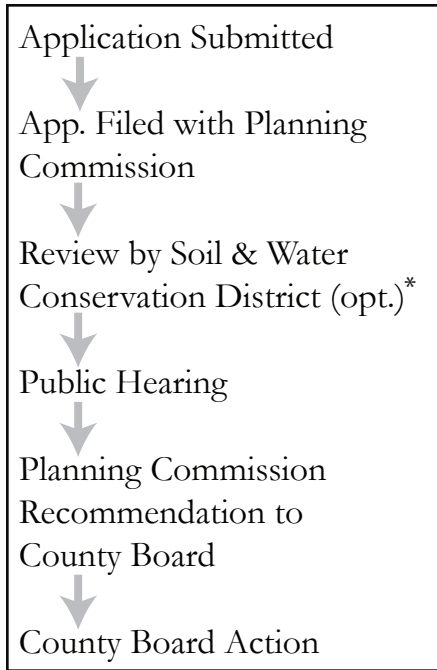 Application Submitted
App. Filed with Planning
Commission
Review by Soil & Water
Conservation District (opt.)*
Public Hearing
Planning Commission
Recommendation to
County Board
County Board Action